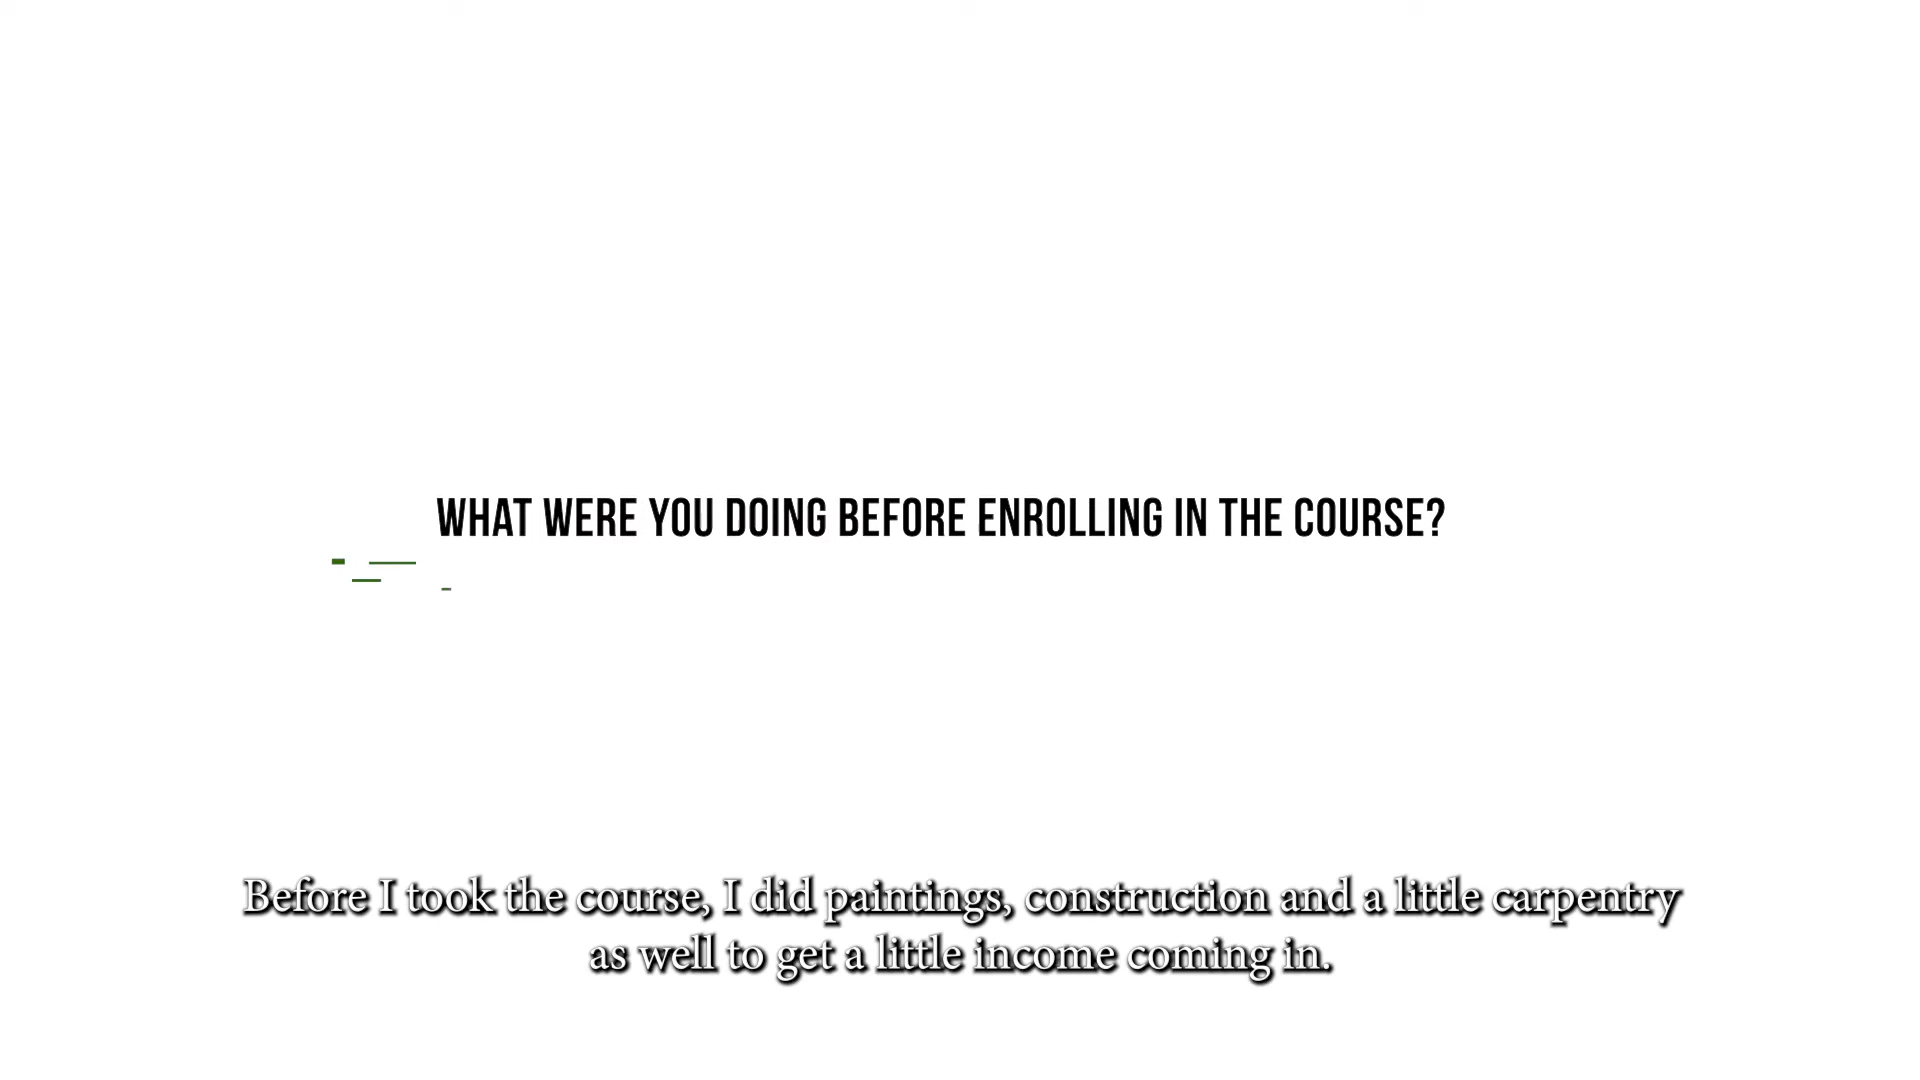 WHAT WERE YOU DOING BEFORE ENROLLING IN THE COURSE?
Before I took the course, I did paintings, construction and a little carpentry
as well to get a little income coming in.